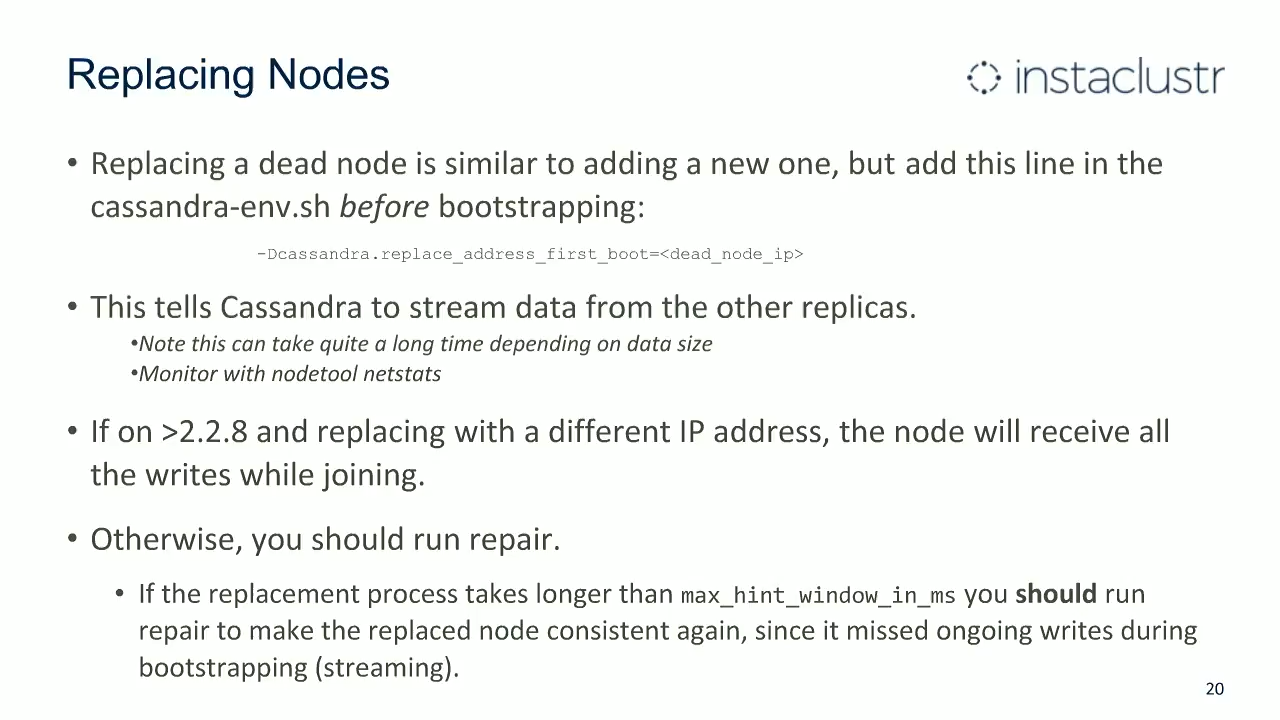 Replacing Nodes
instaclustr
• Replacing a dead node is similar to adding a new one, but add this line in the
cassandra-env.sh before bootstrapping:
-Dcassandra.replace_address_first_boot=<dead_node_ip>
• This tells Cassandra to stream data from the other replicas.
•Note this can take quite a long time depending on data size
•Monitor with nodetool netstats
• If on >2.2.8 and replacing with a different IP address, the node will receive all
the writes while joining.
• Otherwise, you should run repair.
• If the replacement process takes longer than max_hint_window_in_ms you should run
repair to make the replaced node consistent again, since it missed ongoing writes during
bootstrapping (streaming).
20